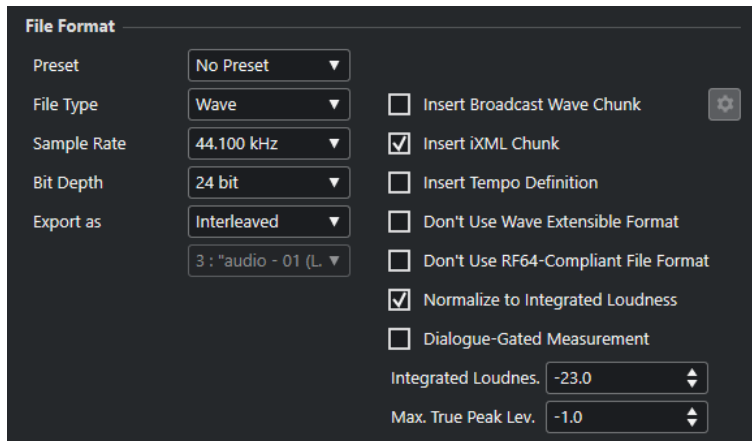 File Format
Preset
No Preset
File Type
Wave
Insert Broadcast Wave Chunk
Sample Rate
44.100 kHz
Insert iXML Chunk
Bit Depth
24 bit
Insert Tempo Definition
Export as
Interleaved
Don't Use Wave Extensible Format
3 : "audio - 01 (L.
Don't Use RF64-Compliant File Format
Normalize to Integrated Loudness
Dialogue-Gated Measurement
Integrated Loudnes. -23.0
Max. True Peak Lev. -1.0